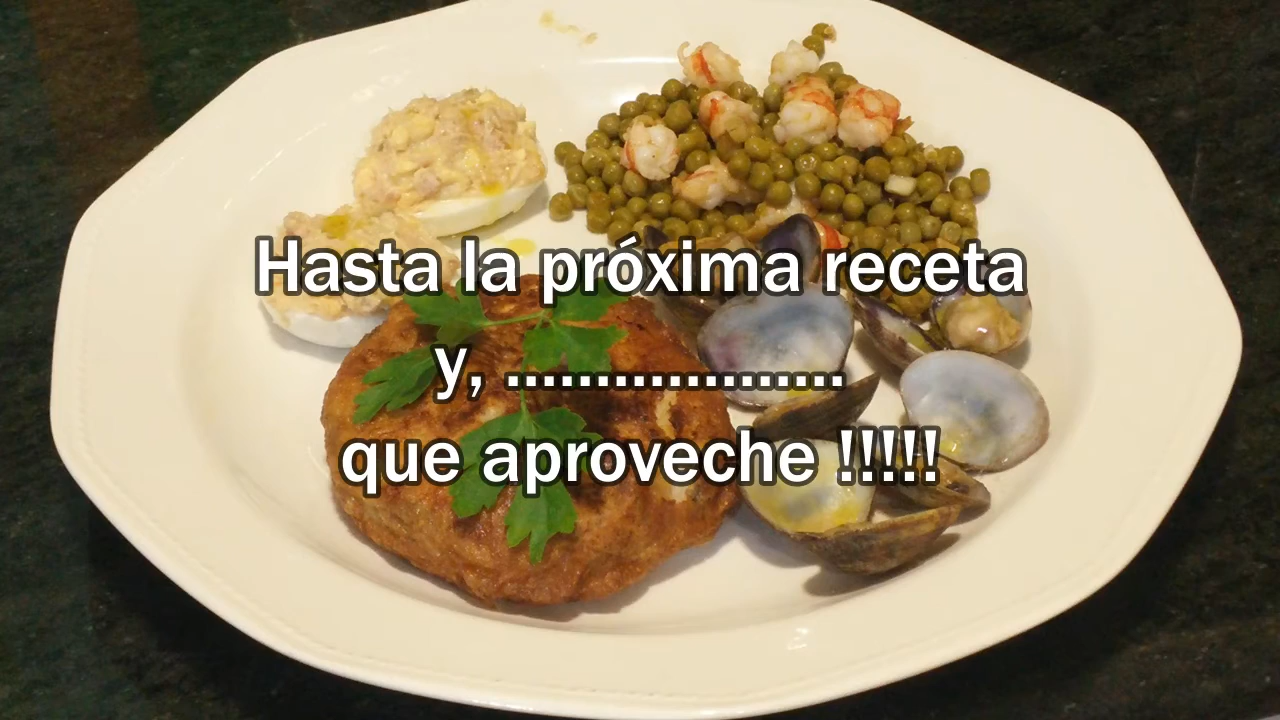 Hasta la próxima receta
y, ...................
que aproveche !!!!!